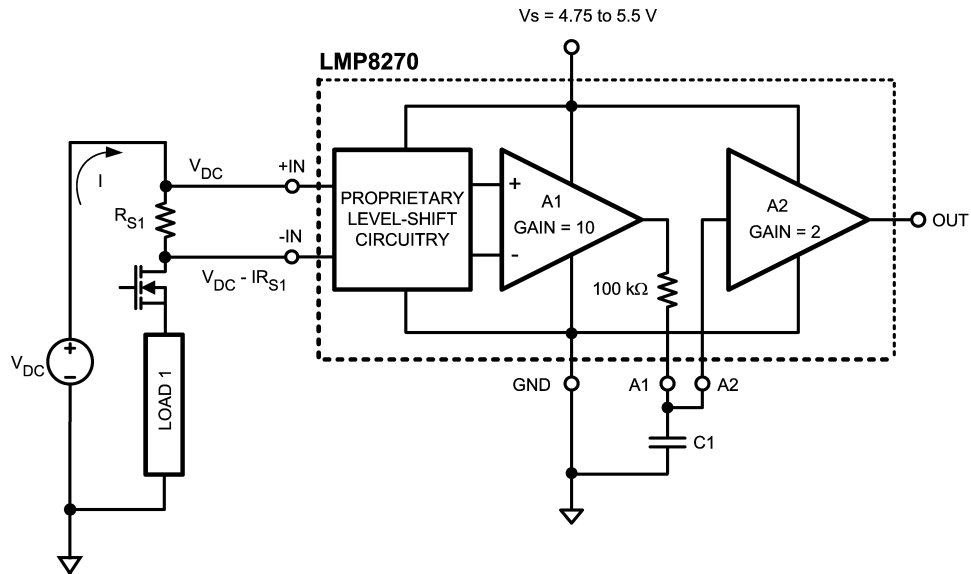 Vs = 4.75 to 5.5 V
LMP8270
I
V_DC
+IN
R_S1
-IN
V_DC - IR_S1
PROPRIETARY
LEVEL-SHIFT
CIRCUITRY
+
-
A1
GAIN = 10
A2
GAIN = 2
OUT
100 kΩ
V_DC
+
-
LOAD 1
GND
A1
A2
C1